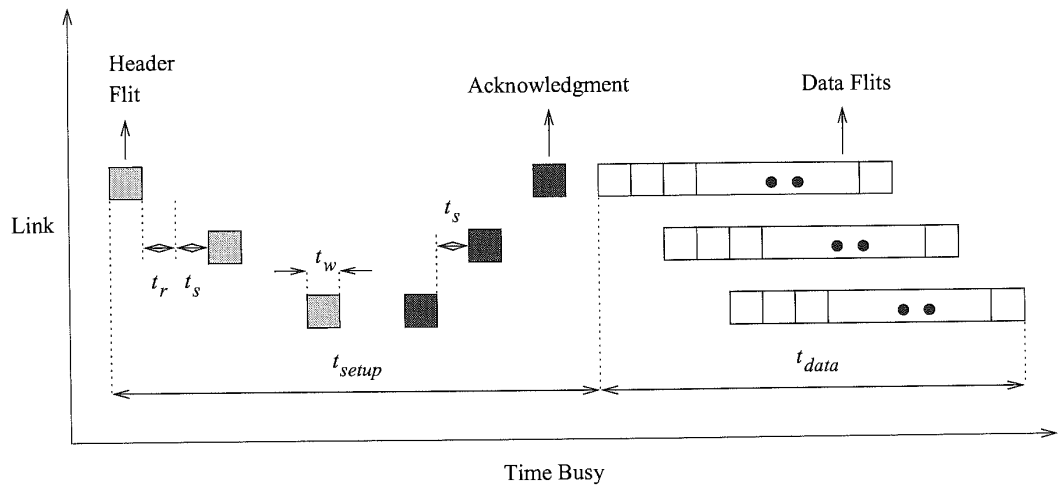 Header
Flit
Acknowledgment
Data Flits
Link
t_s
t_r
t_s
t_w
t_setup
t_data
Time Busy